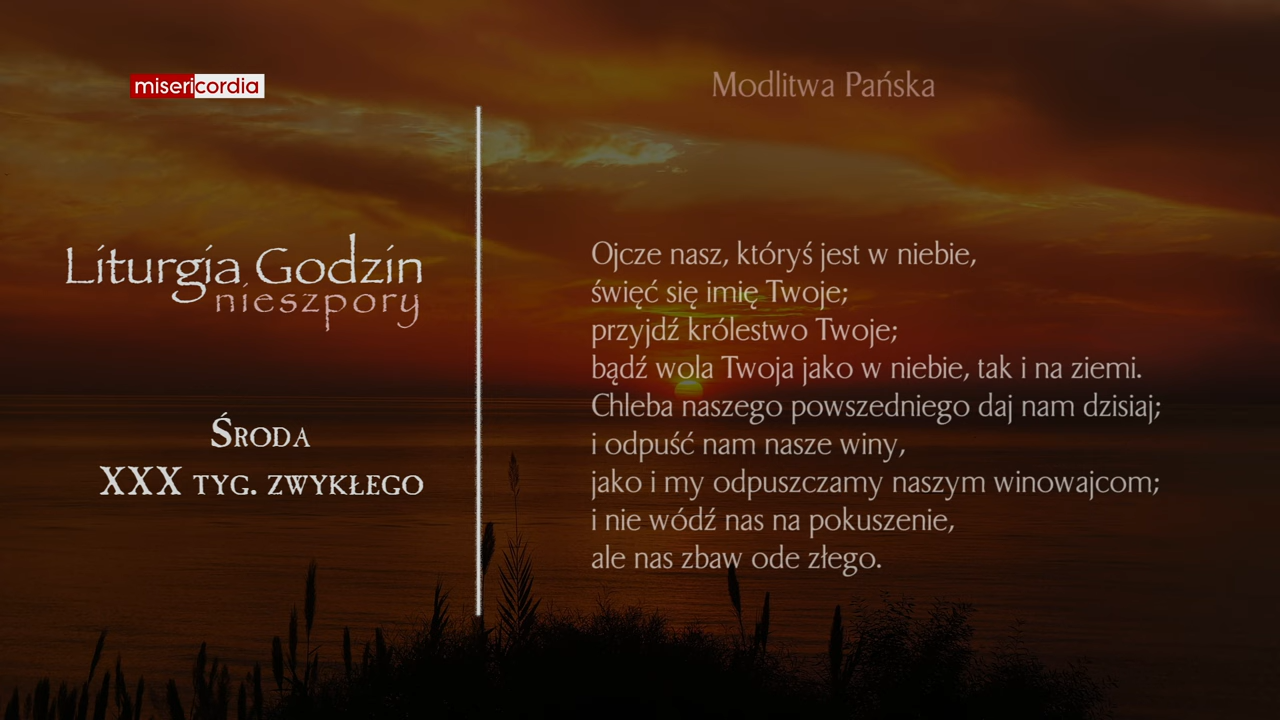 misericordia
Liturgia Godzin
nieszpory
Środa
XXX tyg. zwykłego
Modlitwa Pańska
Ojcze nasz, któryś jest w niebie,
święć się imię Twoje;
przyjdź królestwo Twoje;
bądź wola Twoja jako w niebie, tak i na ziemi.
Chleba naszego powszedniego daj nam dzisiaj;
i odpuść nam nasze winy,
jako i my odpuszczamy naszym winowajcom;
i nie wódź nas na pokuszenie,
ale nas zbaw ode złego.